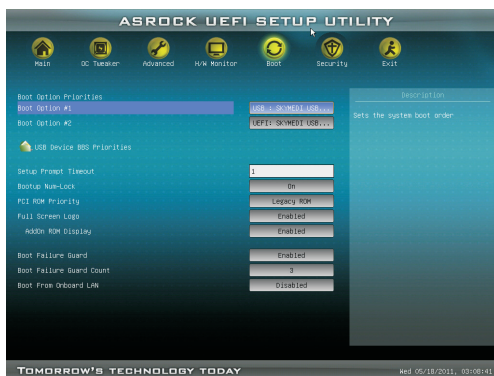 ASROCK UEFI SETUP UTILITY
Main OC Tweaker Advanced H/W Monitor Boot Security Exit
Boot Option Priorities
Boot Option #1 USB : SKYMEDI USB...
Boot Option #2 UEFI: SKYMEDI USB...
USB Device BBS Priorities
Setup Prompt Timeout 1
Bootup Num-Lock On
PCI ROM Priority Legacy ROM
Full Screen Logo Enabled
AddOn ROM Display Enabled
Boot Failure Guard Enabled
Boot Failure Guard Count 3
Boot From Onboard LAN Disabled
Description
Sets the system boot order
TOMORROW'S TECHNOLOGY TODAY
Wed 05/18/2011, 03:08:41